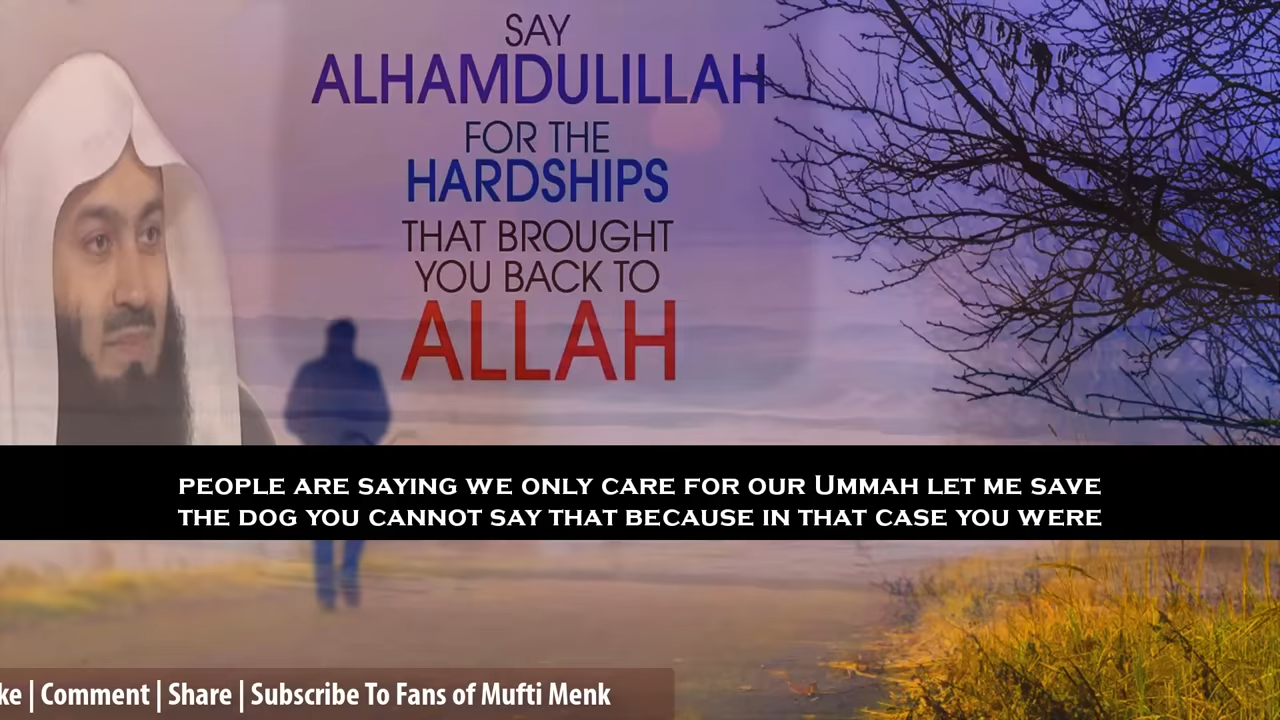 SAY
ALHAMDULILLAH
FOR THE
HARDSHIPS
THAT BROUGHT
YOU BACK TO
ALLAH
PEOPLE ARE SAYING WE ONLY CARE FOR OUR UMMAH LET ME SAVE
THE DOG YOU CANNOT SAY THAT BECAUSE IN THAT CASE YOU WERE
ke | Comment | Share | Subscribe To Fans of Mufti Menk